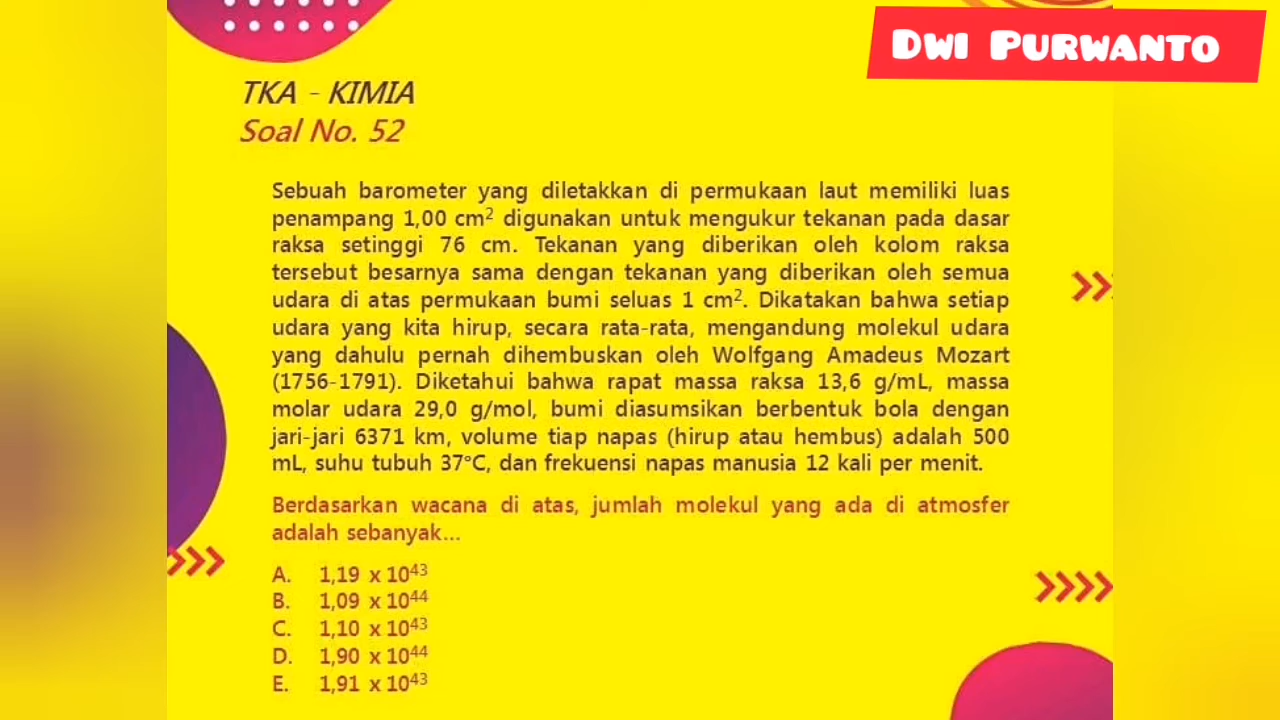 DWI PURWANTO
TKA - KIMIA
Soal No. 52
Sebuah barometer yang diletakkan di permukaan laut memiliki luas
penampang 1,00 cm² digunakan untuk mengukur tekanan pada dasar
raksa setinggi 76 cm. Tekanan yang diberikan oleh kolom raksa
tersebut besarnya sama dengan tekanan yang diberikan oleh semua
udara di atas permukaan bumi seluas 1 cm². Dikatakan bahwa setiap
udara yang kita hirup, secara rata-rata, mengandung molekul udara
yang dahulu pernah dihembuskan oleh Wolfgang Amadeus Mozart
(1756-1791). Diketahui bahwa rapat massa raksa 13,6 g/mL, massa
molar udara 29,0 g/mol, bumi diasumsikan berbentuk bola dengan
jari-jari 6371 km, volume tiap napas (hirup atau hembus) adalah 500
mL, suhu tubuh 37°C, dan frekuensi napas manusia 12 kali per menit.
Berdasarkan wacana di atas, jumlah molekul yang ada di atmosfer
adalah sebanyak...
A. 1,19 x 10⁴³
B. 1,09 x 10⁴⁴
C. 1,10 x 10⁴³
D. 1,90 x 10⁴⁴
E. 1,91 x 10⁴³